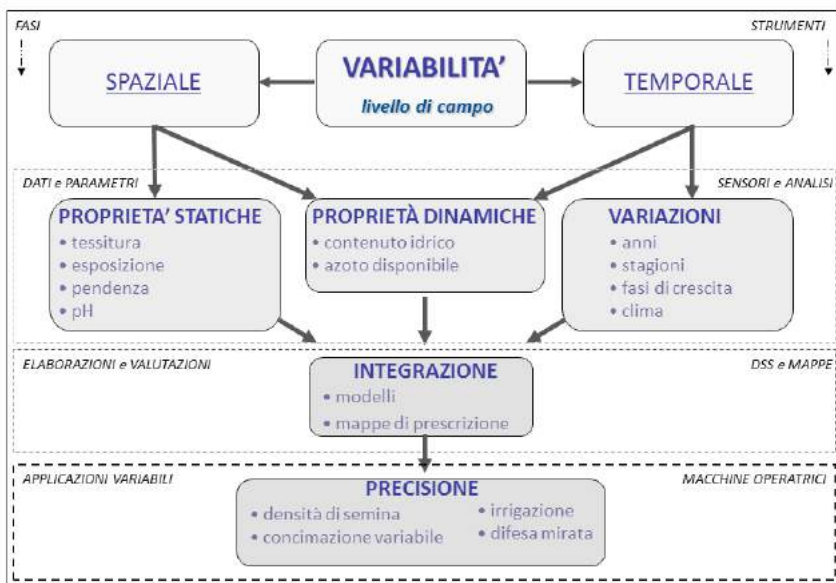 FASI
STRUMENTI
SPAZIALE
VARIABILITA’
livello di campo
TEMPORALE
DATI e PARAMETRI
SENSORI e ANALISI
PROPRIETA’ STATICHE
• tessitura
• esposizione
• pendenza
• pH
PROPRIETÀ DINAMICHE
• contenuto idrico
• azoto disponibile
VARIAZIONI
• anni
• stagioni
• fasi di crescita
• clima
ELABORAZIONI e VALUTAZIONI
DSS e MAPPE
INTEGRAZIONE
• modelli
• mappe di prescrizione
APPLICAZIONI VARIABILI
MACCHINE OPERATRICI
PRECISIONE
• densità di semina
• concimazione variabile
• irrigazione
• difesa mirata